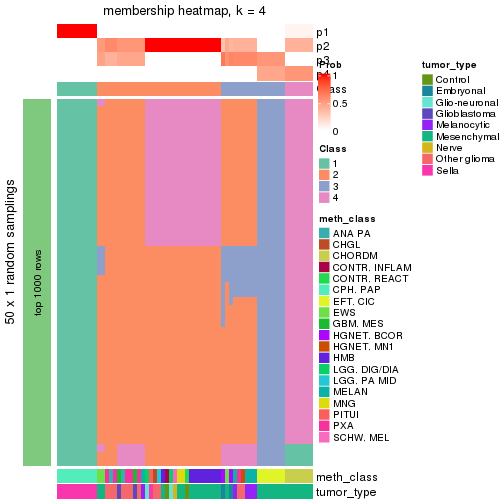 membership heatmap, k = 4
p1
p2
p3
p4
Prob
1
0.5
0
Class
Class
1
2
3
4
meth_class
ANA PA
CHGL
CHORDM
CONTR. INFLAM
CONTR. REACT
CPH. PAP
EFT. CIC
EWS
GBM. MES
HGNET. BCOR
HGNET. MN1
HMB
LGG. DIG/DIA
LGG. PA MID
MELAN
MNG
PITUI
PXA
SCHW. MEL
tumor_type
Control
Embryonal
Glio-neuronal
Glioblastoma
Melanocytic
Mesenchymal
Nerve
Other glioma
Sella
50 x 1 random samplings
top 1000 rows
meth_class
tumor_type